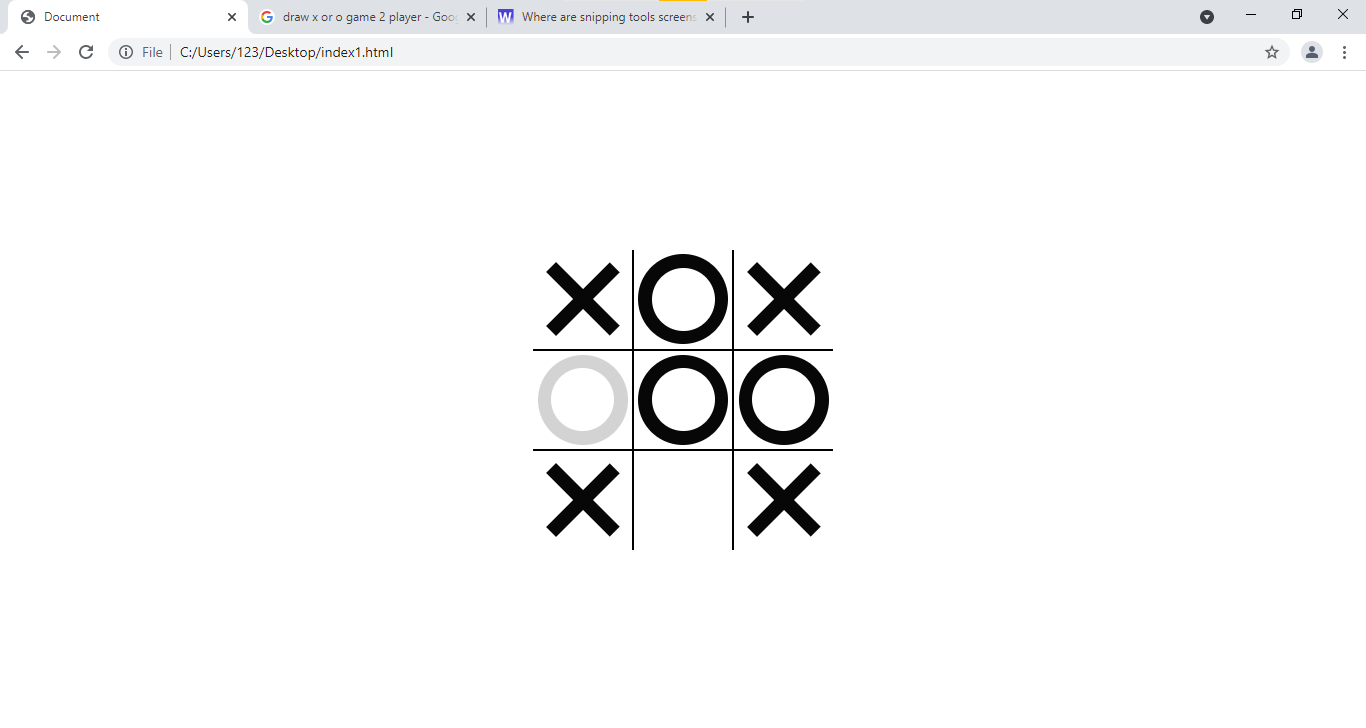 Document
draw x or o game 2 player - Goo
Where are snipping tools screens
File
C:/Users/123/Desktop/index1.html
X O X
O O O
X X